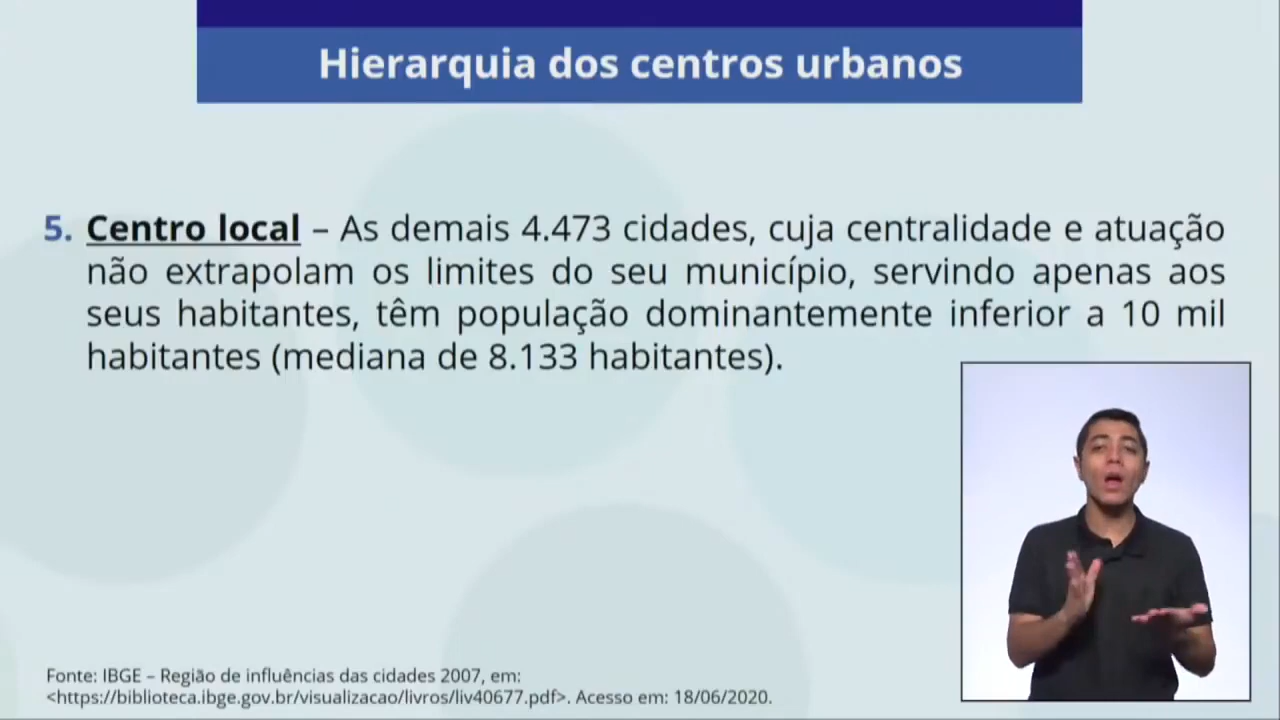 Hierarquia dos centros urbanos
5. Centro local – As demais 4.473 cidades, cuja centralidade e atuação
não extrapolam os limites do seu município, servindo apenas aos
seus habitantes, têm população dominantemente inferior a 10 mil
habitantes (mediana de 8.133 habitantes).
Fonte: IBGE – Região de influências das cidades 2007, em:
<https://biblioteca.ibge.gov.br/visualizacao/livros/liv40677.pdf>. Acesso em: 18/06/2020.